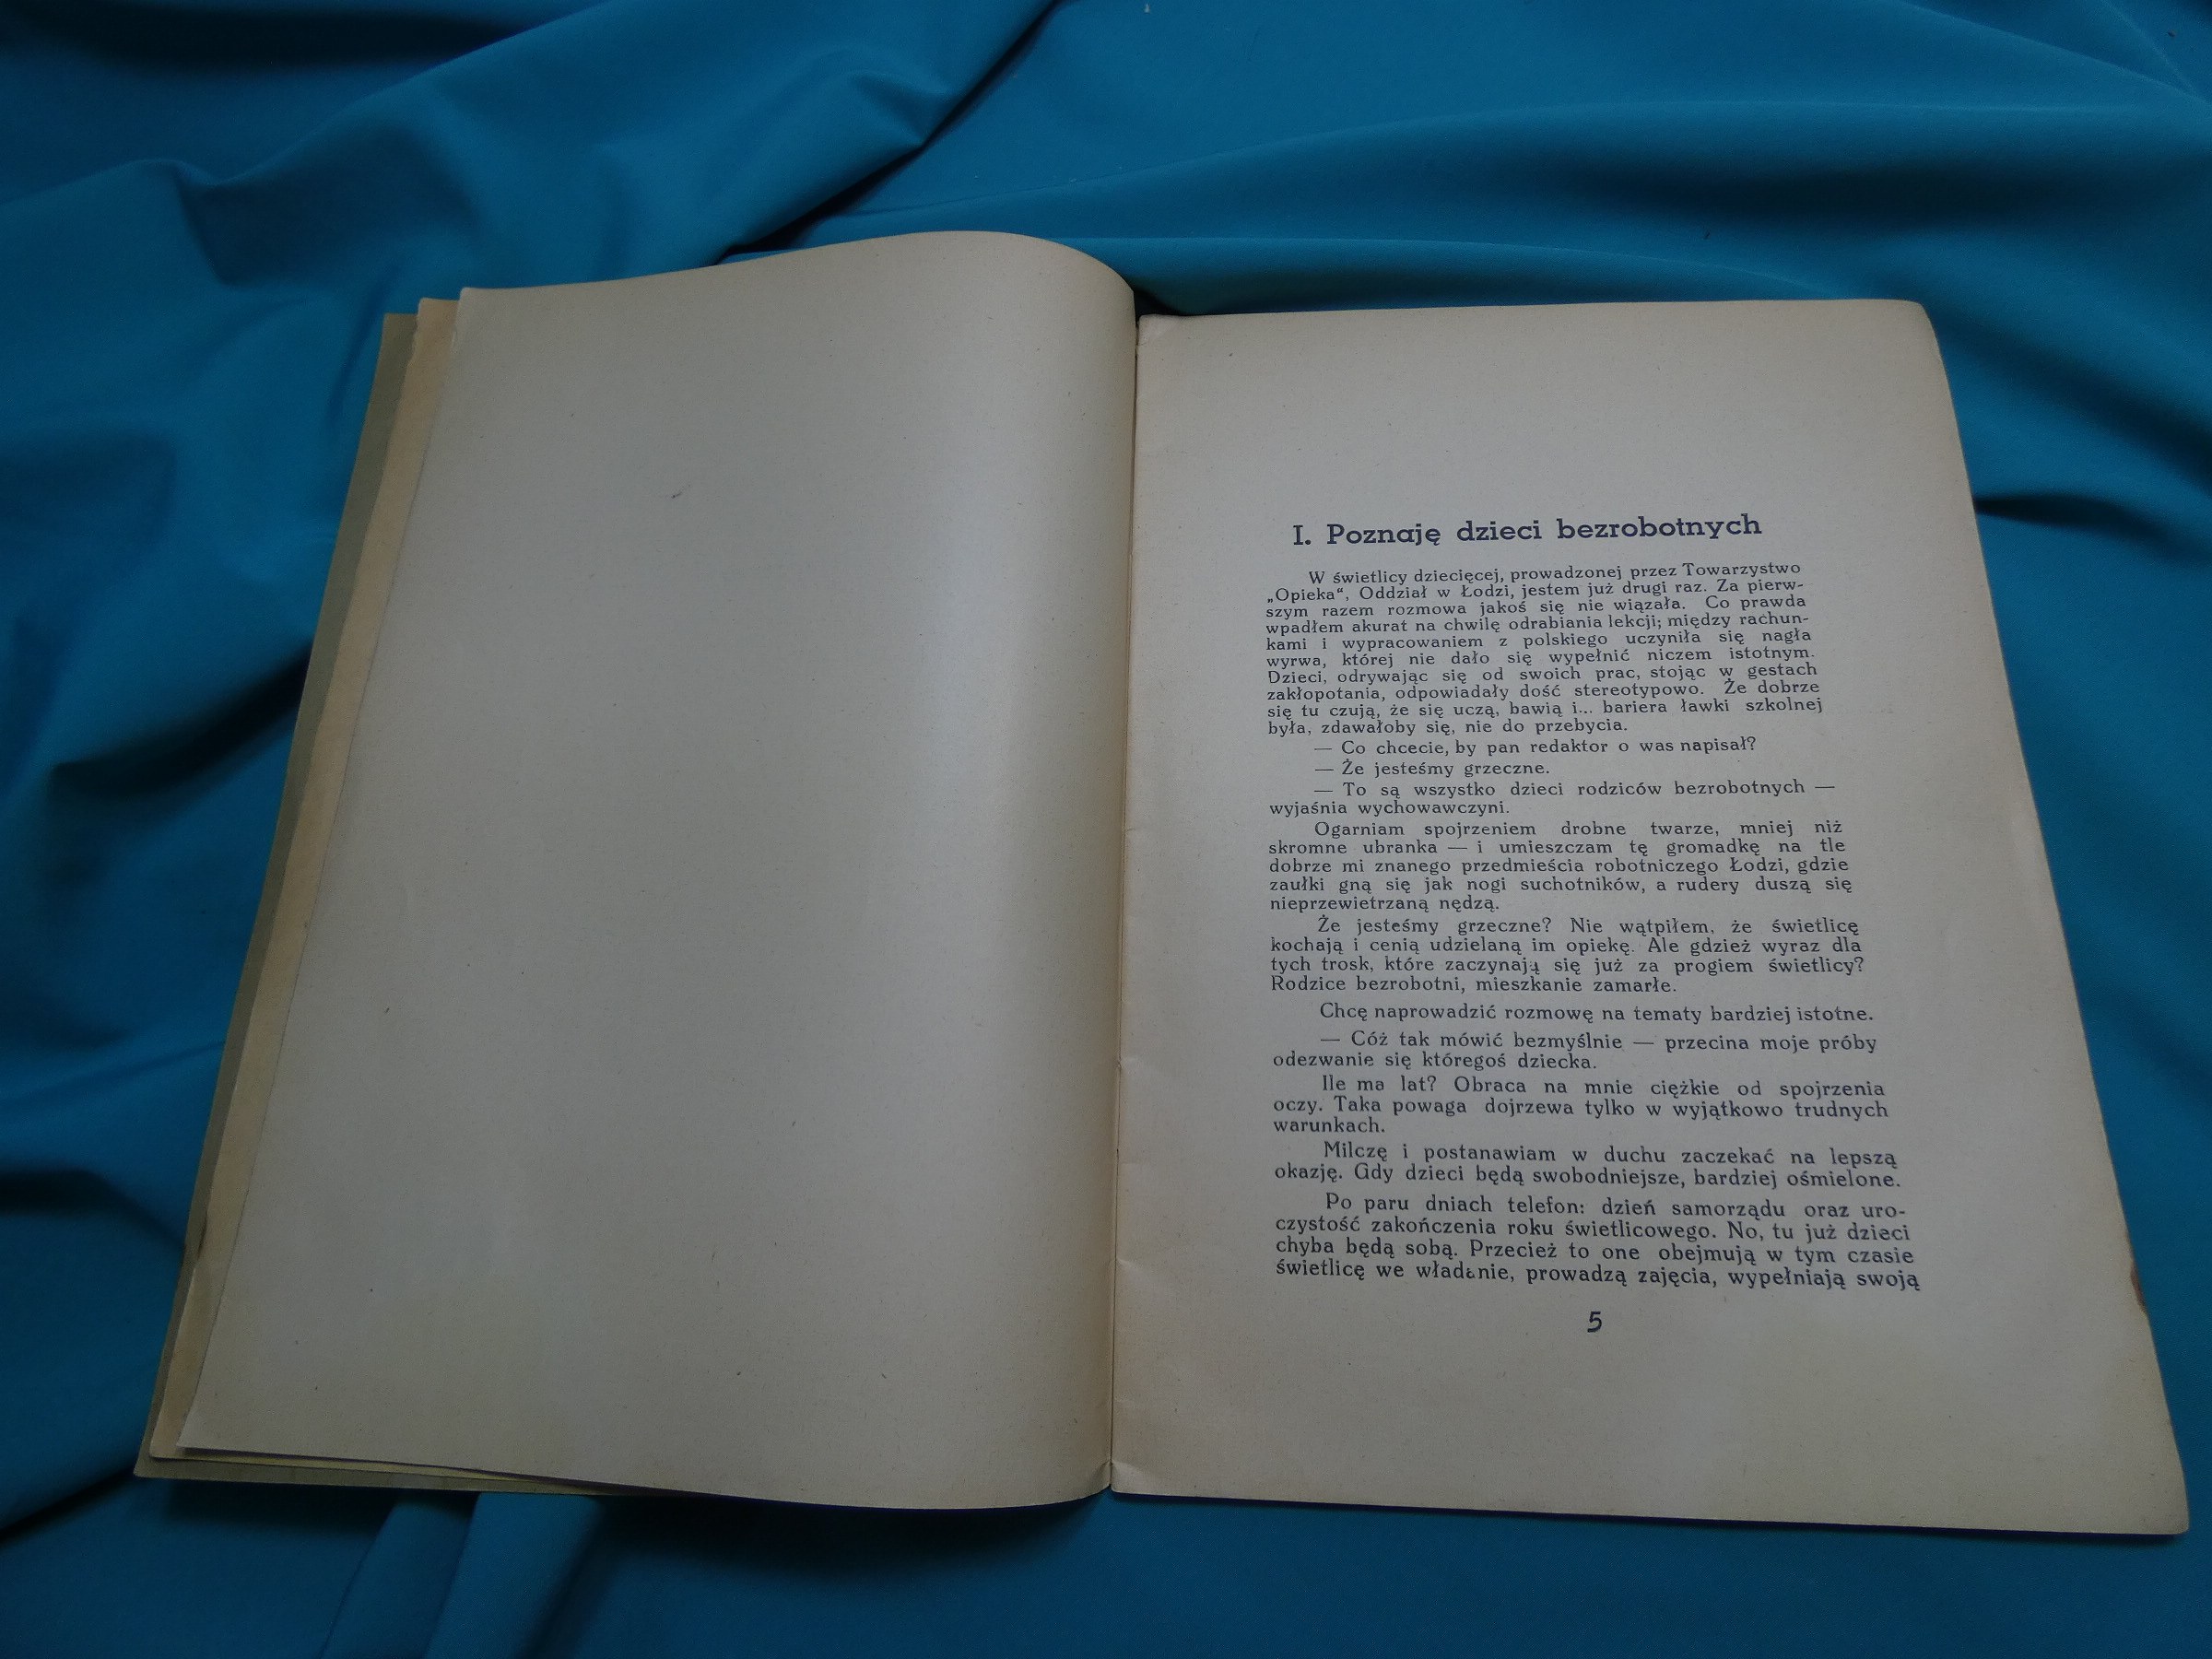 I. Poznaję dzieci bezrobotnych
W świetlicy dziecięcej, prowadzonej przez Towarzystwo
„Opieka“, Oddział w Łodzi, jestem już drugi raz. Za pierw-
szym razem rozmowa jakoś się nie wiązała. Co prawda
wpadłem akurat na chwilę odrabiania lekcji; między rachun-
kami i wypracowaniem z polskiego uczyniła się nagła
wyrwa, której nie dało się wypełnić niczem istotnym.
Dzieci, odrywając się od swoich prac, stojąc w gestach
zakłopotania, odpowiadały dość stereotypowo. Że dobrze
się tu czują, że się uczą, bawią i... bariera ławki szkolnej
była, zdawałoby się, nie do przebycia.
— Co chcecie, by pan redaktor o was napisał?
— Że jesteśmy grzeczne.
— To są wszystko dzieci rodziców bezrobotnych —
wyjaśnia wychowawczyni.
Ogarniam spojrzeniem drobne twarze, mniej niż
skromne ubranka — i umieszczam tę gromadkę na tle
dobrze mi znanego przedmieścia robotniczego Łodzi, gdzie
zaułki gną się jak nogi suchotników, a rudery duszą się
nieprzewietrzaną nędzą.
Że jesteśmy grzeczne? Nie wątpiłem, że świetlicę
kochają i cenią udzielaną im opiekę. Ale gdzież wyraz dla
tych trosk, które zaczynają się już za progiem świetlicy?
Rodzice bezrobotni, mieszkanie zamarłe.
Chcę naprowadzić rozmowę na tematy bardziej istotne.
— Cóż tak mówić bezmyślnie — przecina moje próby
odezwanie się któregoś dziecka.
Ile ma lat? Obraca na mnie ciężkie od spojrzenia
oczy. Taka powaga dojrzewa tylko w wyjątkowo trudnych
warunkach.
Milczę i postanawiam w duchu zaczekać na lepszą
okazję. Gdy dzieci będą swobodniejsze, bardziej ośmielone.
Po paru dniach telefon: dzień samorządu oraz uro-
czystość zakończenia roku świetlicowego. No, tu już dzieci
chyba będą sobą. Przecież to one obejmują w tym czasie
świetlicę we władanie, prowadzą zajęcia, wypełniają swoją
5